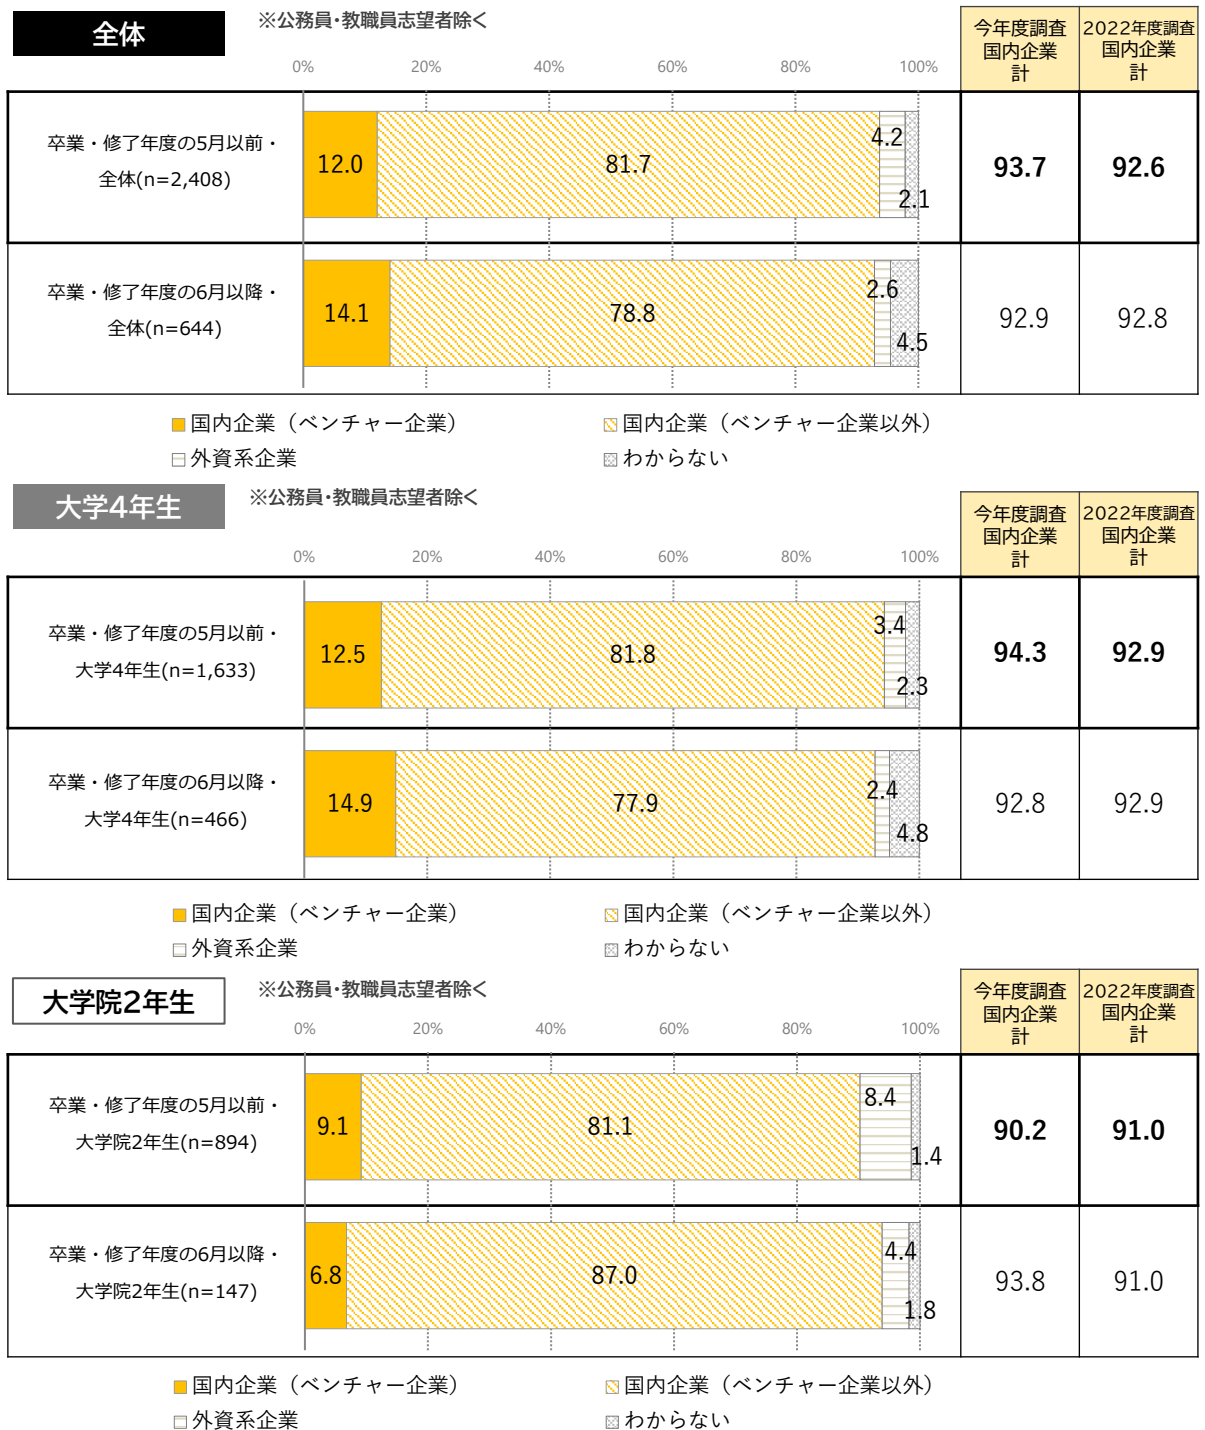 全体
※公務員・教職員志望者除く
今年度調査
国内企業
計
2022年度調査
国内企業
計
0% 20% 40% 60% 80% 100%
卒業・修了年度の5月以前・
全体(n=2,408)
12.0 81.7 4.2 2.1 93.7 92.6
卒業・修了年度の6月以降・
全体(n=644)
14.1 78.8 2.6 4.5 92.9 92.8
国内企業（ベンチャー企業） 国内企業（ベンチャー企業以外）
外資系企業 わからない
大学4年生
※公務員・教職員志望者除く
今年度調査
国内企業
計
2022年度調査
国内企業
計
0% 20% 40% 60% 80% 100%
卒業・修了年度の5月以前・
大学4年生(n=1,633)
12.5 81.8 3.4 2.3 94.3 92.9
卒業・修了年度の6月以降・
大学4年生(n=466)
14.9 77.9 2.4 4.8 92.8 92.9
国内企業（ベンチャー企業） 国内企業（ベンチャー企業以外）
外資系企業 わからない
大学院2年生
※公務員・教職員志望者除く
今年度調査
国内企業
計
2022年度調査
国内企業
計
0% 20% 40% 60% 80% 100%
卒業・修了年度の5月以前・
大学院2年生(n=894)
9.1 81.1 8.4 1.4 90.2 91.0
卒業・修了年度の6月以降・
大学院2年生(n=147)
6.8 87.0 4.4 1.8 93.8 91.0
国内企業（ベンチャー企業） 国内企業（ベンチャー企業以外）
外資系企業 わからない